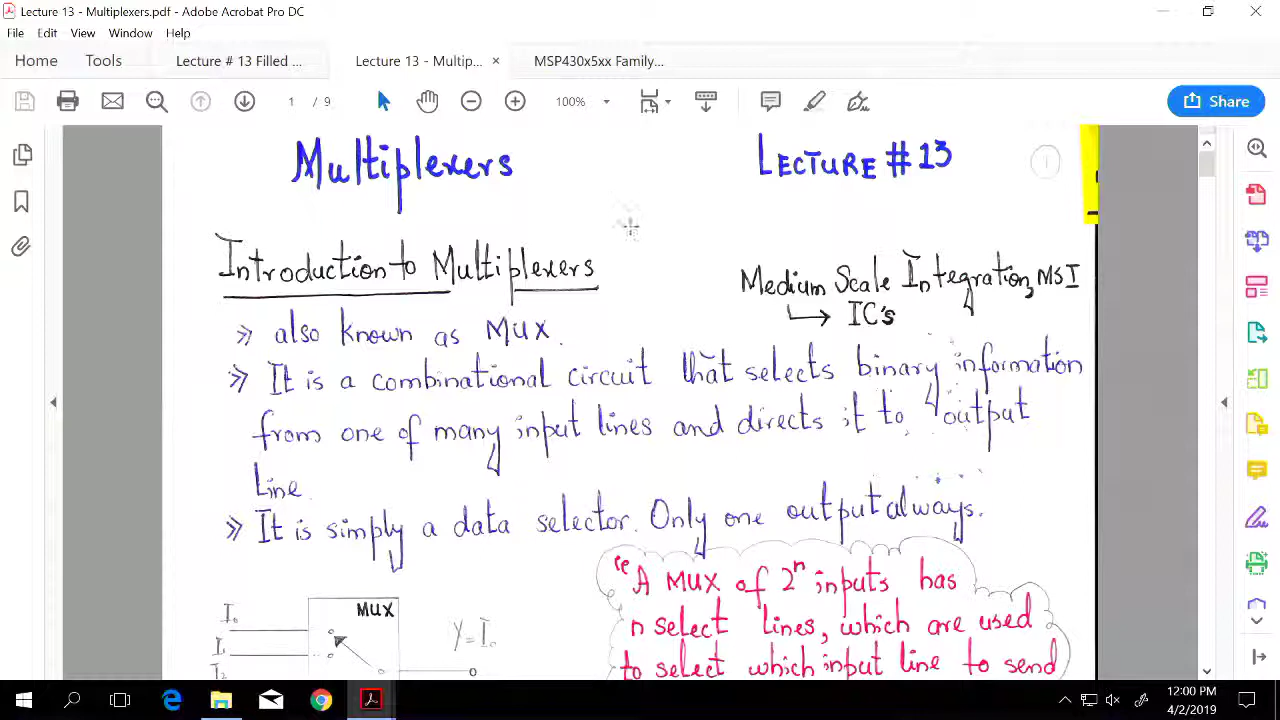 Lecture 13 - Multiplexers.pdf - Adobe Acrobat Pro DC
File Edit View Window Help
Home Tools Lecture # 13 Filled ... Lecture 13 - Multip... × MSP430x5xx Family...
1 / 9 100% Share
Multiplexers LECTURE # 13 1
Introduction to Multiplexers
Medium Scale Integration, MSI
→ IC's
» also known as MUX.
» It is a combinational circuit that selects binary information
from one of many input lines and directs it to output
Line.
» It is simply a data selector. Only one output always.
"A MUX of 2ⁿ inputs has
n select lines, which are used
to select which input line to send
MUX
I₀
I₁
I₂
Y = I₀
12:00 PM
4/2/2019